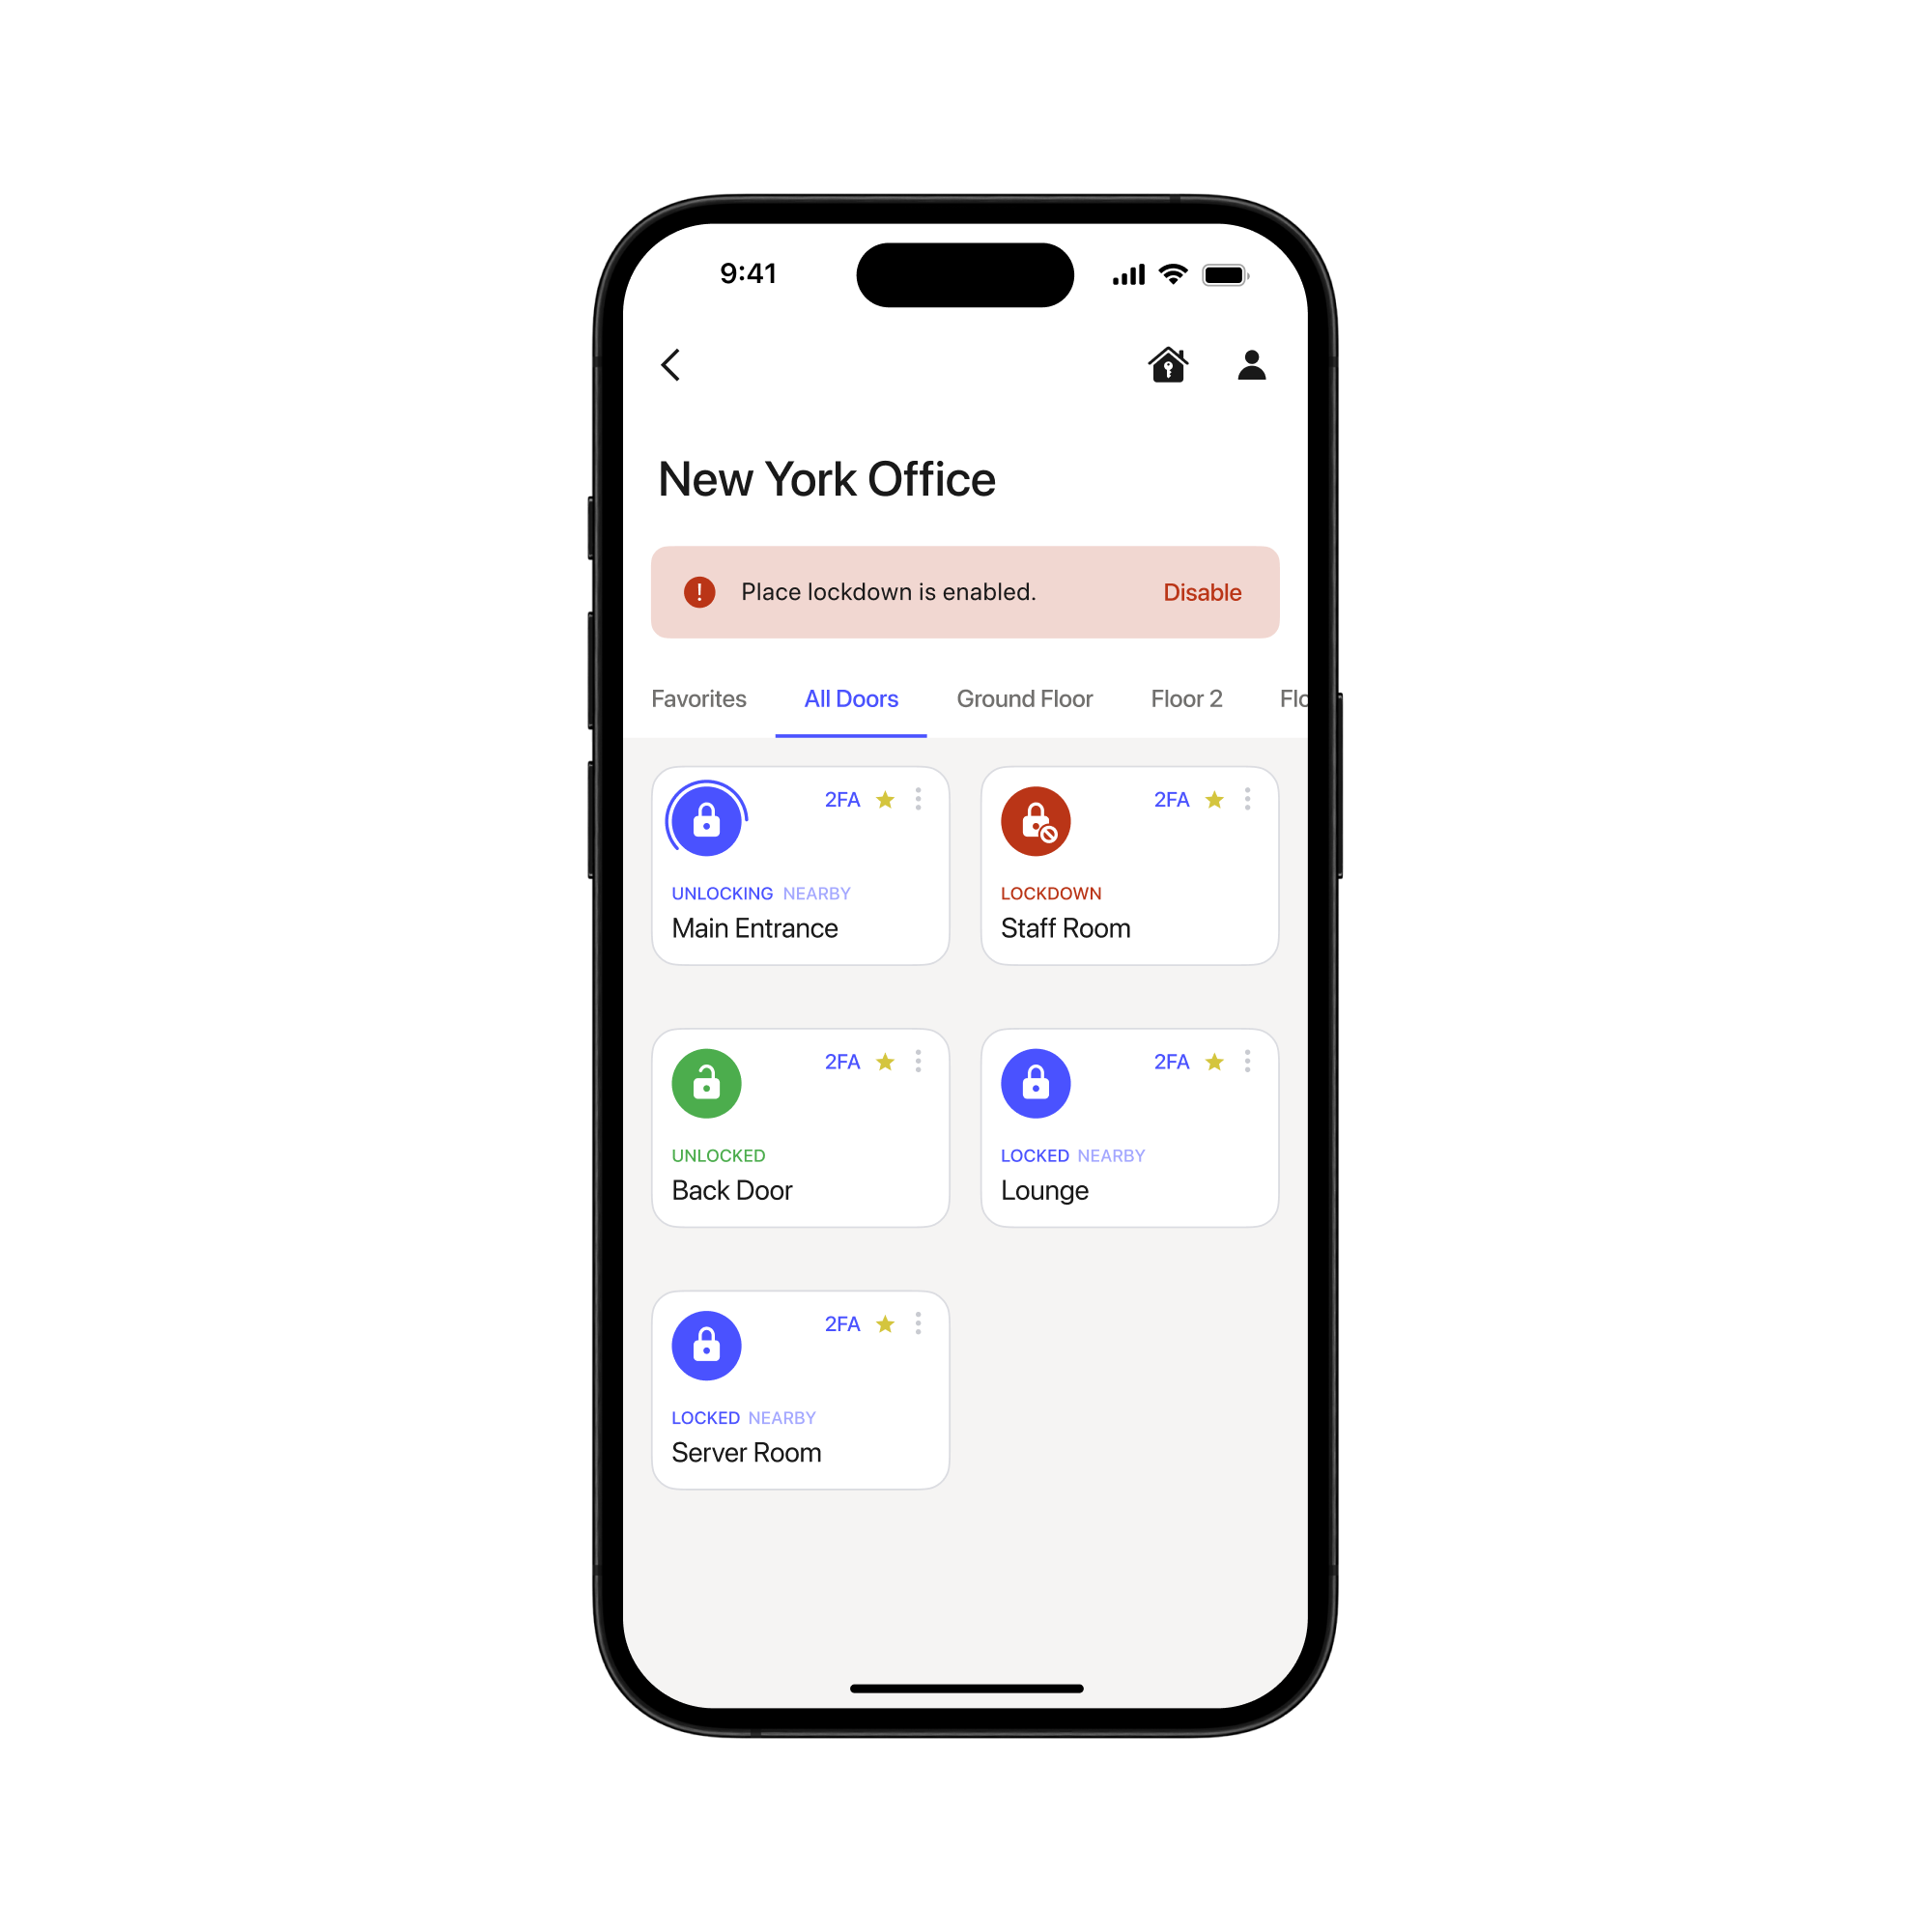 9:41
New York Office
Place lockdown is enabled. Disable
Favorites All Doors Ground Floor Floor 2 Flo
2FA
UNLOCKING NEARBY
Main Entrance
2FA
LOCKDOWN
Staff Room
2FA
UNLOCKED
Back Door
2FA
LOCKED NEARBY
Lounge
2FA
LOCKED NEARBY
Server Room